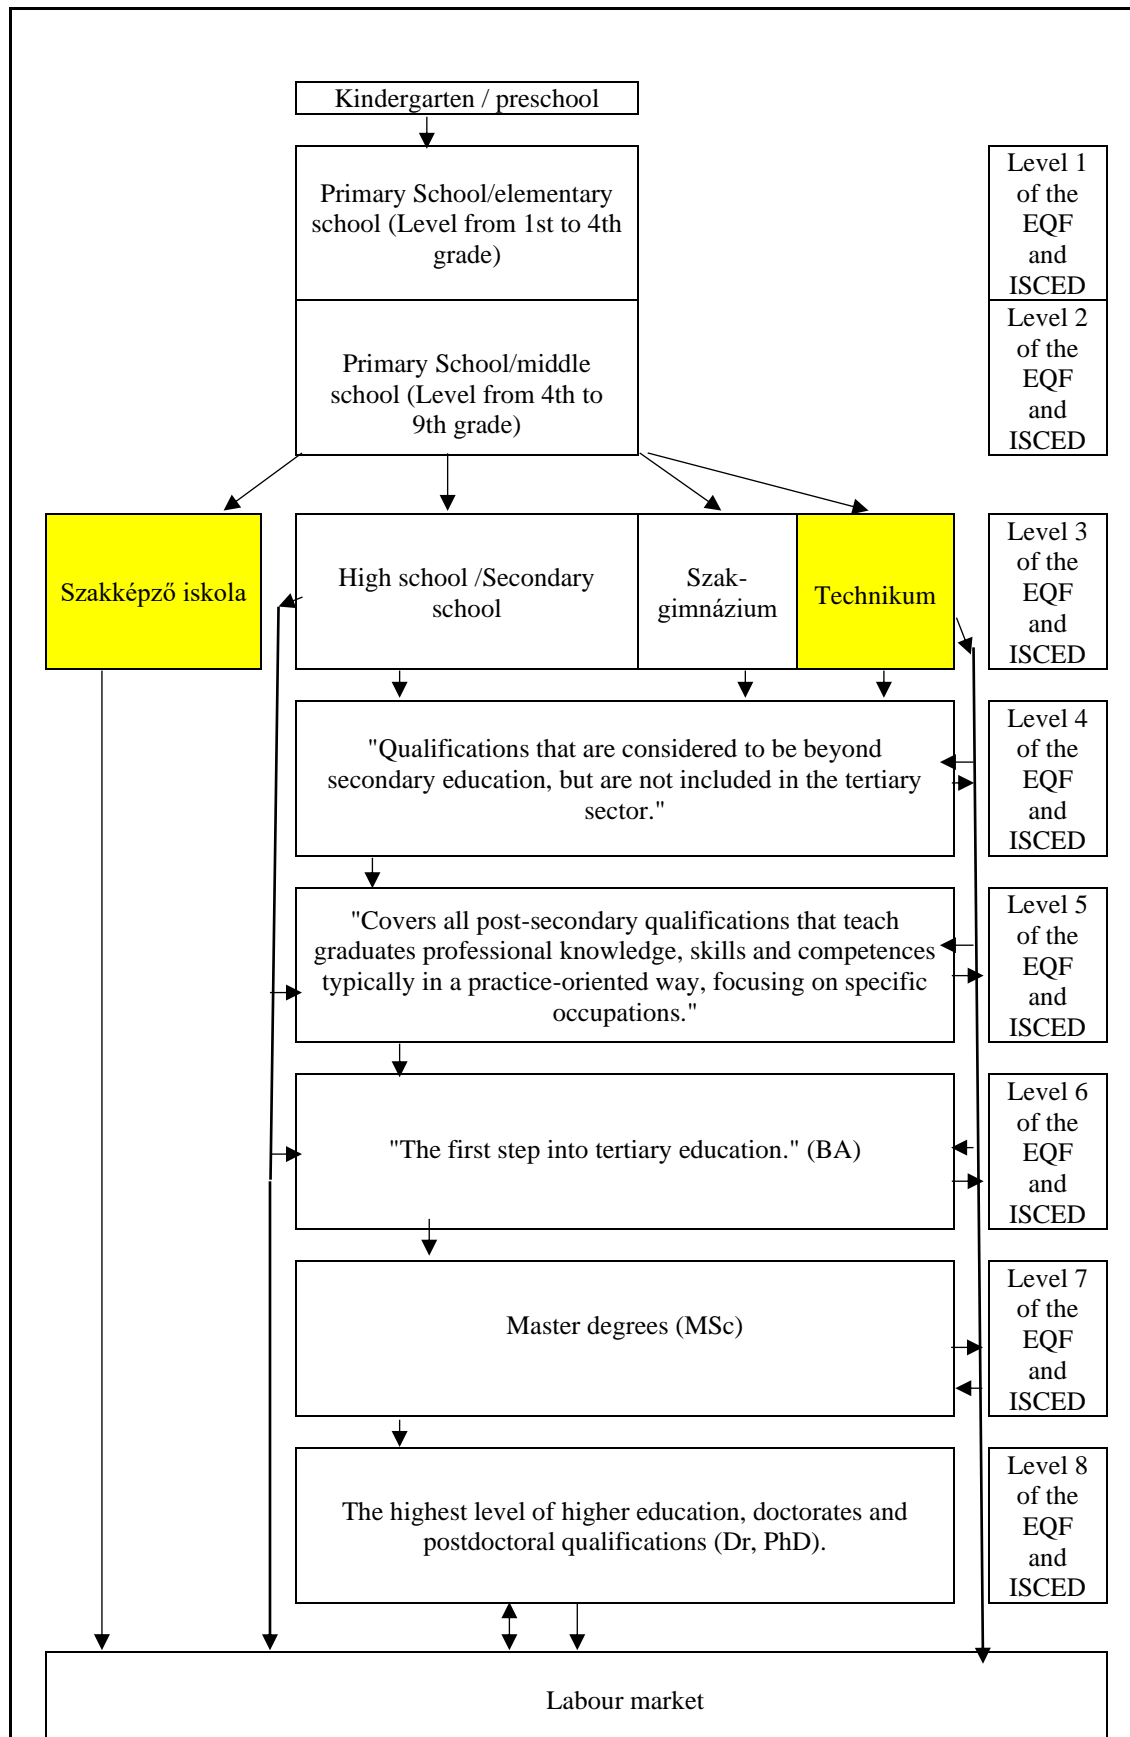 Kindergarten / preschool
Primary School/elementary
school (Level from 1st to 4th
grade)
Level 1
of the
EQF
and
ISCED
Primary School/middle
school (Level from 4th to
9th grade)
Level 2
of the
EQF
and
ISCED
Szakképző iskola
High school /Secondary
school
Szak-
gimnázium
Technikum
Level 3
of the
EQF
and
ISCED
"Qualifications that are considered to be beyond
secondary education, but are not included in the tertiary
sector."
Level 4
of the
EQF
and
ISCED
"Covers all post-secondary qualifications that teach
graduates professional knowledge, skills and competences
typically in a practice-oriented way, focusing on specific
occupations."
Level 5
of the
EQF
and
ISCED
"The first step into tertiary education." (BA)
Level 6
of the
EQF
and
ISCED
Master degrees (MSc)
Level 7
of the
EQF
and
ISCED
The highest level of higher education, doctorates and
postdoctoral qualifications (Dr, PhD).
Level 8
of the
EQF
and
ISCED
Labour market